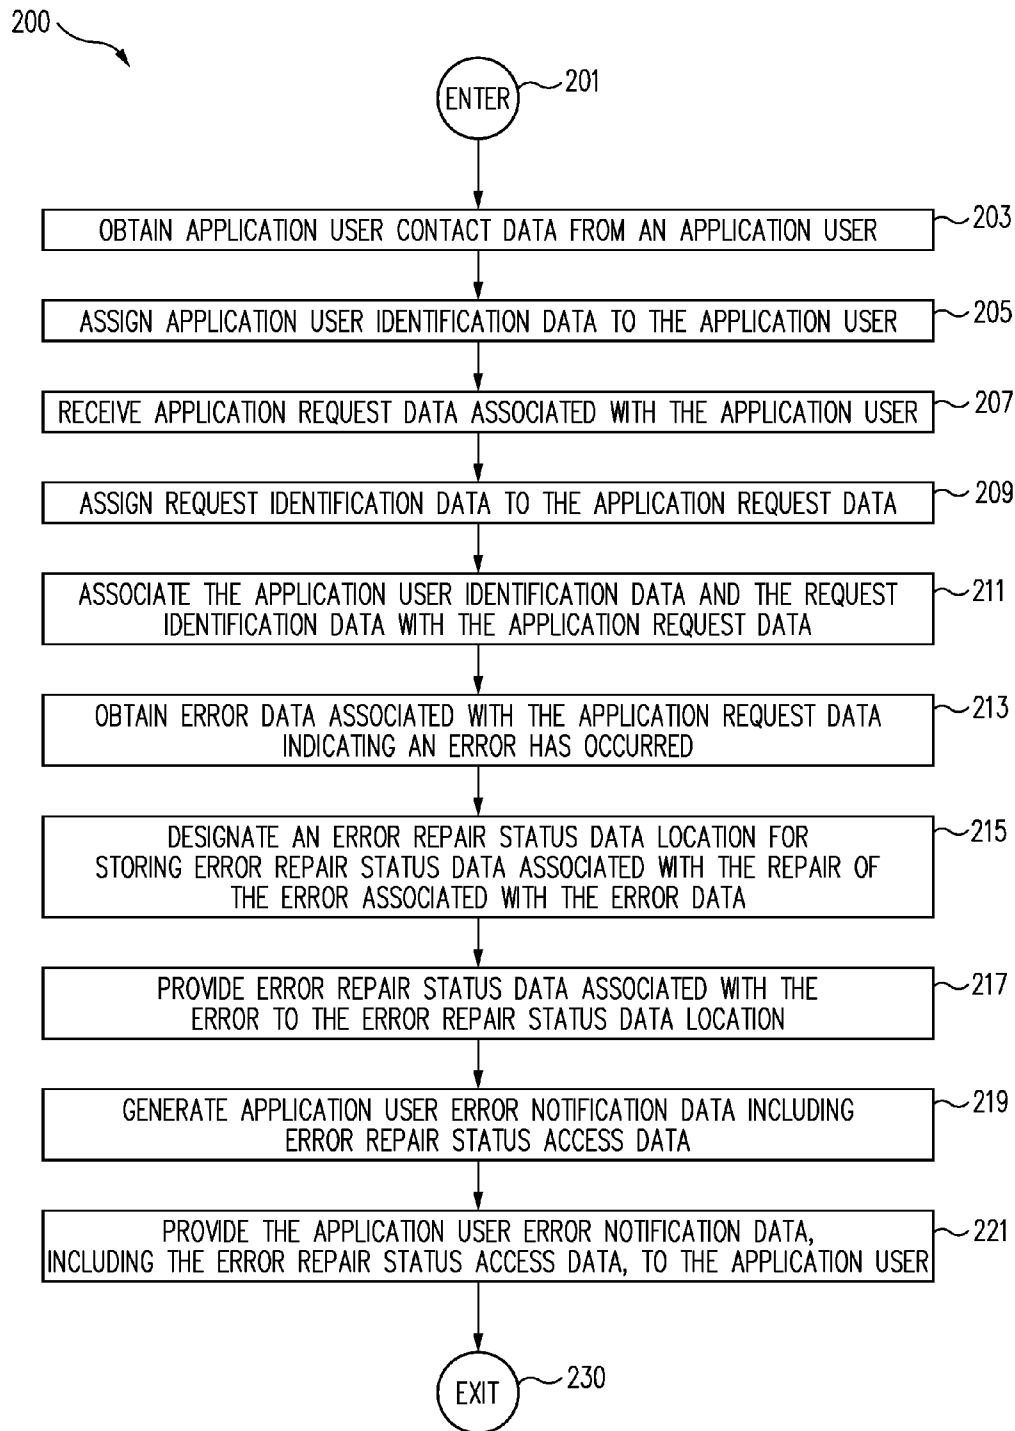 200
ENTER
201
OBTAIN APPLICATION USER CONTACT DATA FROM AN APPLICATION USER
203
ASSIGN APPLICATION USER IDENTIFICATION DATA TO THE APPLICATION USER
205
RECEIVE APPLICATION REQUEST DATA ASSOCIATED WITH THE APPLICATION USER
207
ASSIGN REQUEST IDENTIFICATION DATA TO THE APPLICATION REQUEST DATA
209
ASSOCIATE THE APPLICATION USER IDENTIFICATION DATA AND THE REQUEST
IDENTIFICATION DATA WITH THE APPLICATION REQUEST DATA
211
OBTAIN ERROR DATA ASSOCIATED WITH THE APPLICATION REQUEST DATA
INDICATING AN ERROR HAS OCCURRED
213
DESIGNATE AN ERROR REPAIR STATUS DATA LOCATION FOR
STORING ERROR REPAIR STATUS DATA ASSOCIATED WITH THE REPAIR OF
THE ERROR ASSOCIATED WITH THE ERROR DATA
215
PROVIDE ERROR REPAIR STATUS DATA ASSOCIATED WITH THE
ERROR TO THE ERROR REPAIR STATUS DATA LOCATION
217
GENERATE APPLICATION USER ERROR NOTIFICATION DATA INCLUDING
ERROR REPAIR STATUS ACCESS DATA
219
PROVIDE THE APPLICATION USER ERROR NOTIFICATION DATA,
INCLUDING THE ERROR REPAIR STATUS ACCESS DATA, TO THE APPLICATION USER
221
EXIT
230